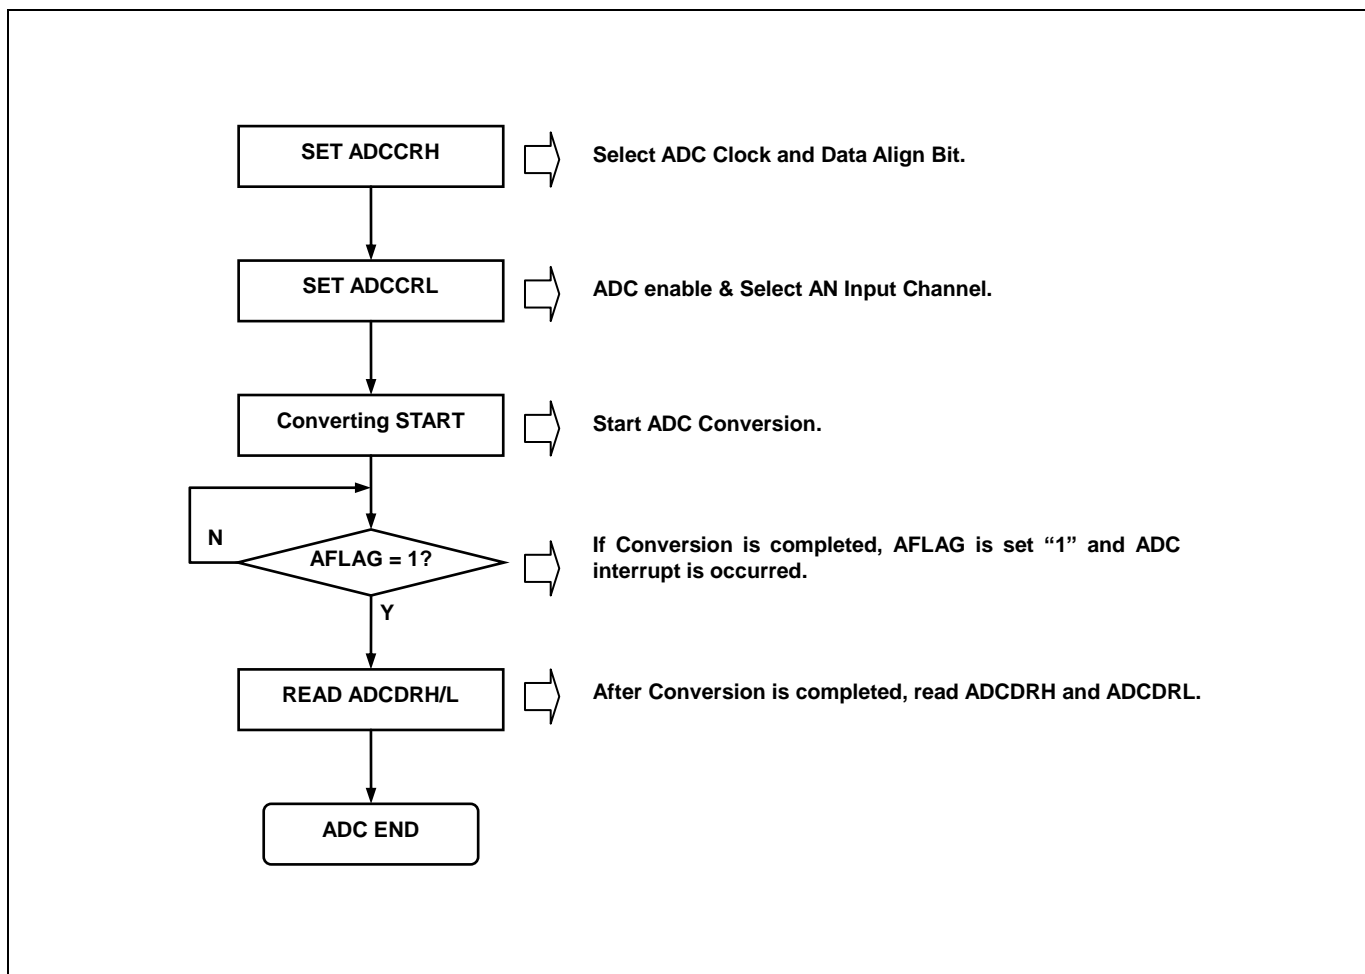 SET ADCCRH
Select ADC Clock and Data Align Bit.
SET ADCCRL
ADC enable & Select AN Input Channel.
Converting START
Start ADC Conversion.
N
AFLAG = 1?
If Conversion is completed, AFLAG is set “1” and ADC
interrupt is occurred.
Y
READ ADCDRH/L
After Conversion is completed, read ADCDRH and ADCDRL.
ADC END